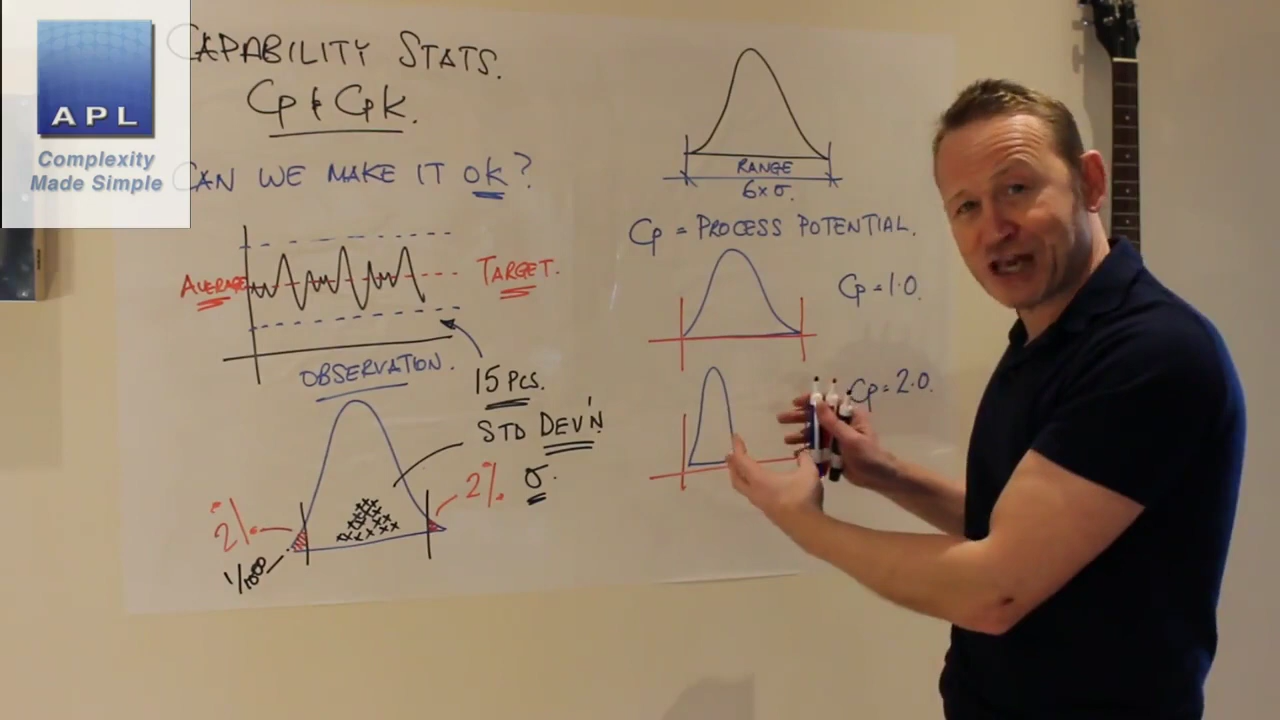 APL
Complexity
Made Simple
CAPABILITY STATS.
Cp & Cpk.
CAN WE MAKE IT OK?
AVERAGE
TARGET.
OBSERVATION.
15 PCS.
STD DEV'N
σ.
2%
2%
1/1000
RANGE
6×σ.
Cp = PROCESS POTENTIAL.
Cp = 1.0.
Cp = 2.0.